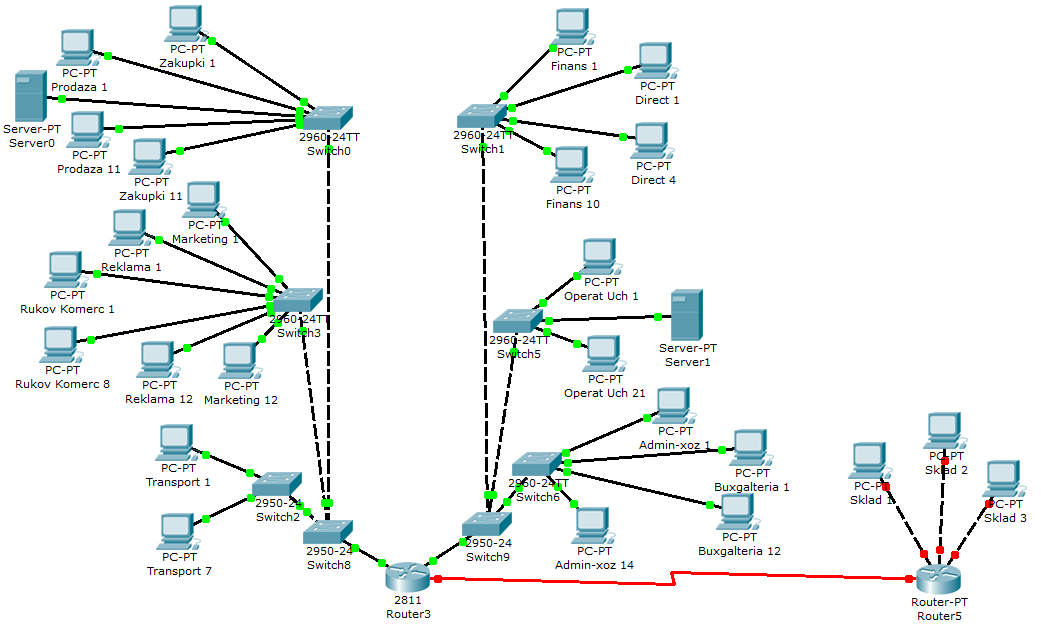 PC-PT
Zakupki 1
PC-PT
Prodaza 1
Server-PT
Server0
PC-PT
Prodaza 11
PC-PT
Zakupki 11
2960-24TT
Switch0
PC-PT
Finans 1
PC-PT
Direct 1
2960-24TT
Switch1
PC-PT
Direct 4
PC-PT
Finans 10
PC-PT
Marketing 1
PC-PT
Reklama 1
PC-PT
Rukov Komerc 1
2960-24TT
Switch3
PC-PT
Rukov Komerc 8
PC-PT
Reklama 12
PC-PT
Marketing 12
PC-PT
Operat Uch 1
2960-24TT
Switch5
Server-PT
Server1
PC-PT
Operat Uch 21
PC-PT
Admin-xoz 1
PC-PT
Buxgalteria 1
2960-24TT
Switch6
PC-PT
Buxgalteria 12
PC-PT
Admin-xoz 14
PC-PT
Transport 1
2950-24
Switch2
PC-PT
Transport 7
2950-24
Switch8
2950-24
Switch9
2811
Router3
PC-PT
Sklad 1
PC-PT
Sklad 2
PC-PT
Sklad 3
Router-PT
Router5